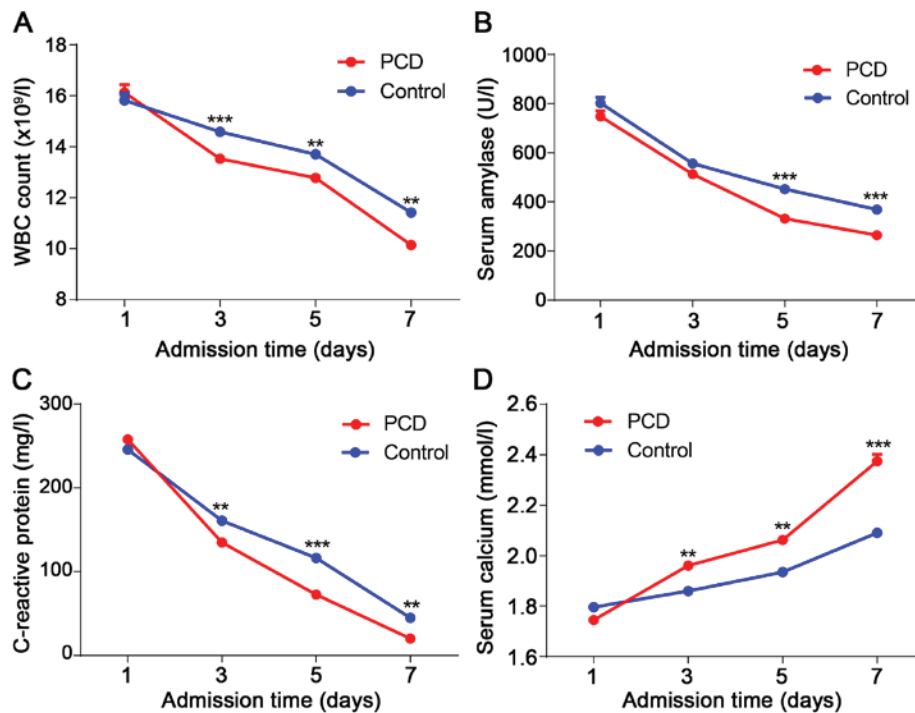 A
18
16
14
12
10
8
WBC count (x10⁹/l)
PCD
Control
***
**
**
1 3 5 7
Admission time (days)
B
1000
800
600
400
200
0
Serum amylase (U/l)
PCD
Control
***
***
1 3 5 7
Admission time (days)
C
300
200
100
0
C-reactive protein (mg/l)
PCD
Control
**
***
**
1 3 5 7
Admission time (days)
D
2.6
2.4
2.2
2.0
1.8
1.6
Serum calcium (mmol/l)
PCD
Control
**
**
***
1 3 5 7
Admission time (days)